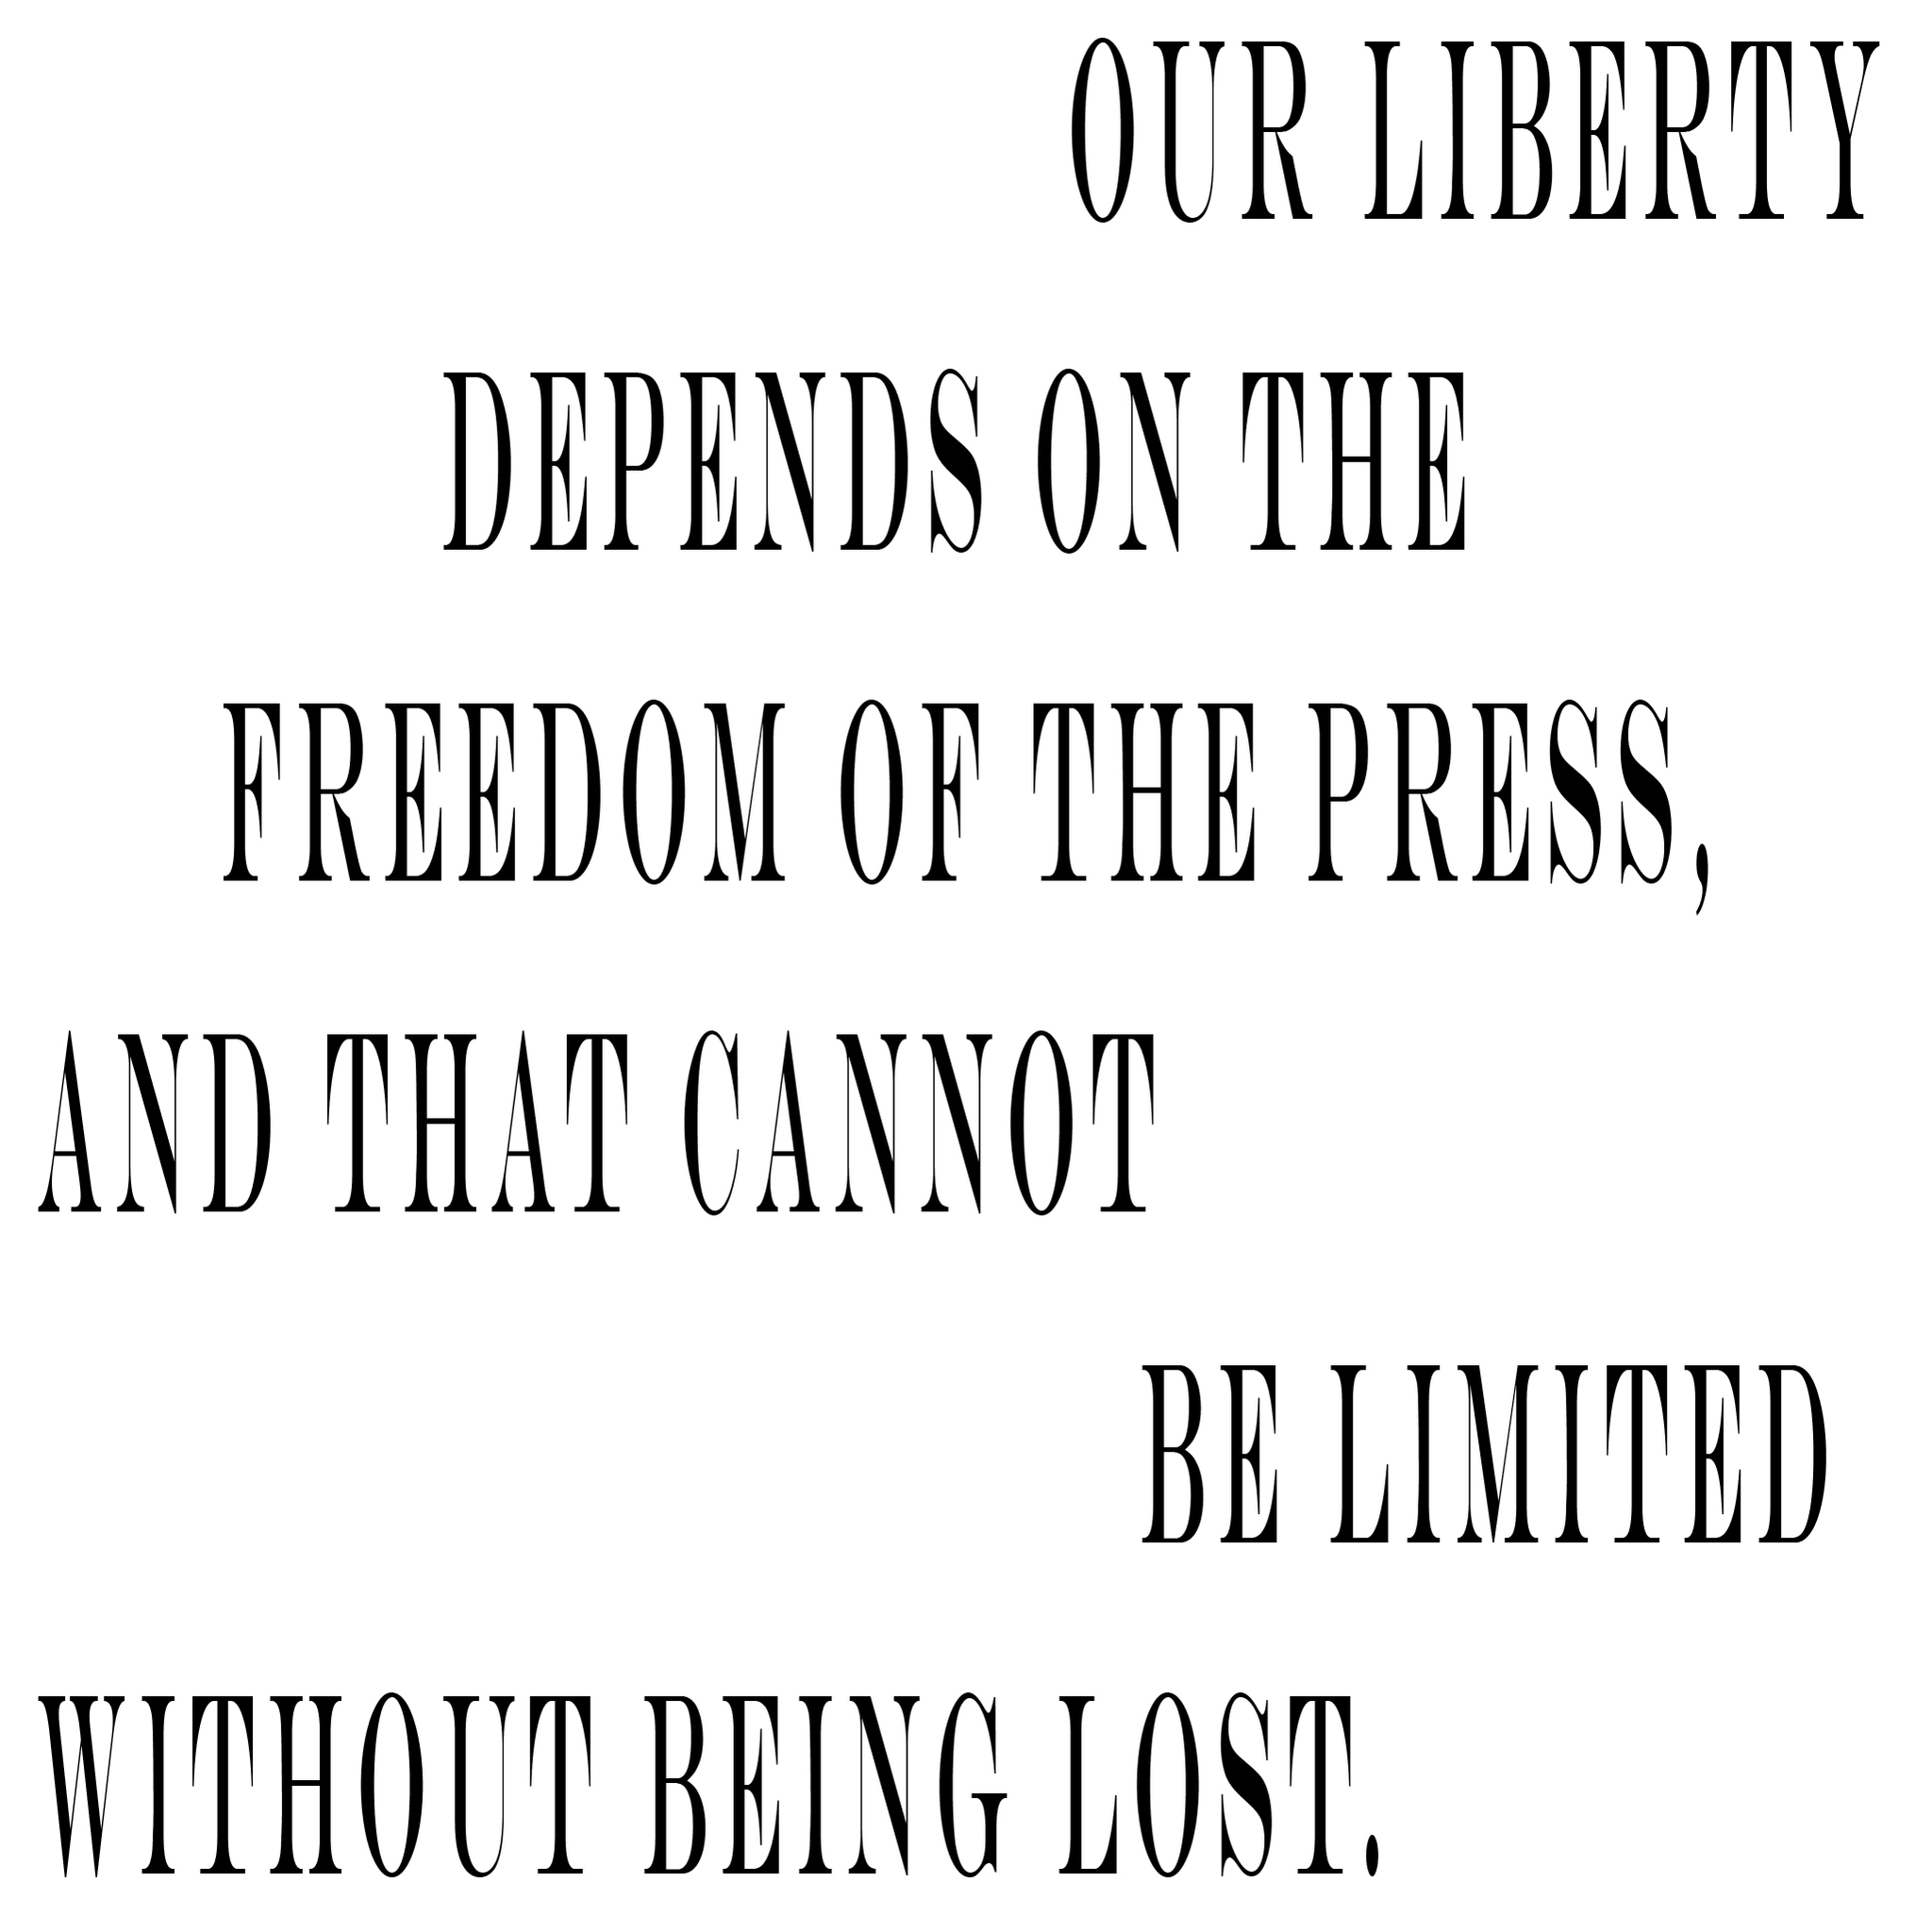 OUR LIBERTY
DEPENDS ON THE
FREEDOM OF THE PRESS,
AND THAT CANNOT
BE LIMITED
WITHOUT BEING LOST.